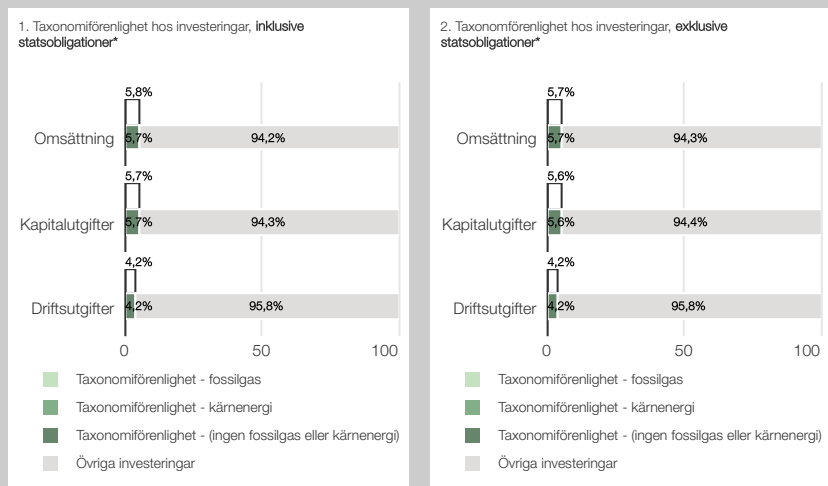 1. Taxonomiförenlighet hos investeringar, inklusive
statsobligationer*
5,8%
Omsättning 5,7% 94,2%
5,7%
Kapitalutgifter 5,7% 94,3%
4,2%
Driftsutgifter 4,2% 95,8%
0 50 100
Taxonomiförenlighet - fossilgas
Taxonomiförenlighet - kärnenergi
Taxonomiförenlighet - (ingen fossilgas eller kärnenergi)
Övriga investeringar
2. Taxonomförenlighet hos investeringar, exklusive
statsobligationer*
5,7%
Omsättning 5,7% 94,3%
5,6%
Kapitalutgifter 5,6% 94,4%
4,2%
Driftsutgifter 4,2% 95,8%
0 50 100
Taxonomiförenlighet - fossilgas
Taxonomiförenlighet - kärnenergi
Taxonomiförenlighet - (ingen fossilgas eller kärnenergi)
Övriga investeringar